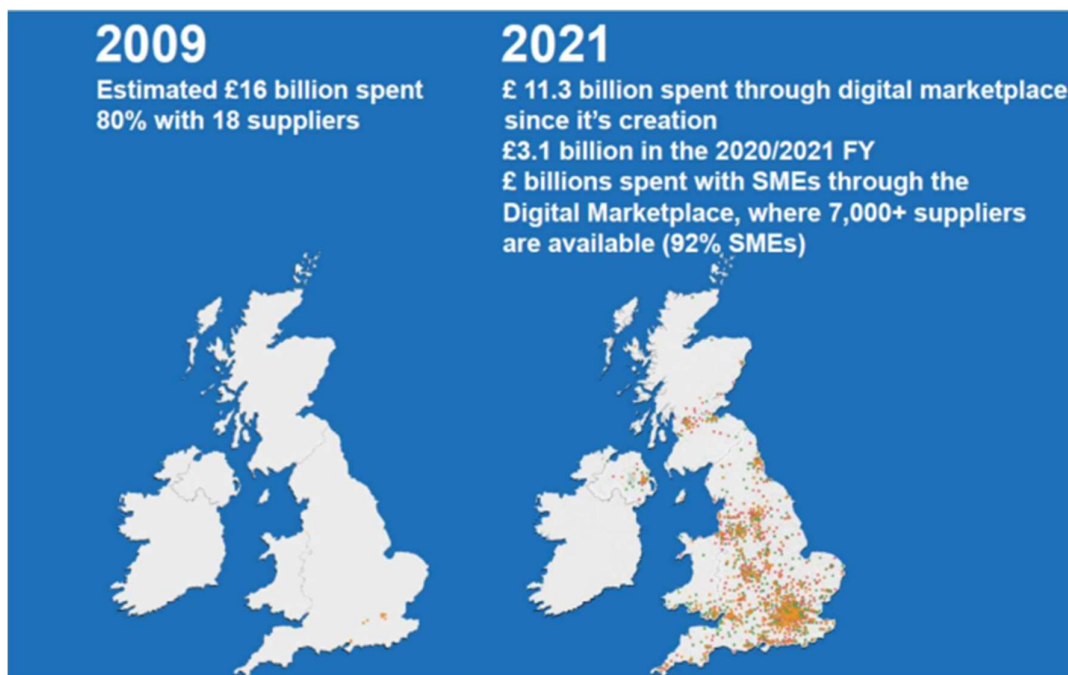 2009
Estimated £16 billion spent
80% with 18 suppliers
2021
£ 11.3 billion spent through digital marketplace
since it's creation
£3.1 billion in the 2020/2021 FY
£ billions spent with SMEs through the
Digital Marketplace, where 7,000+ suppliers
are available (92% SMEs)